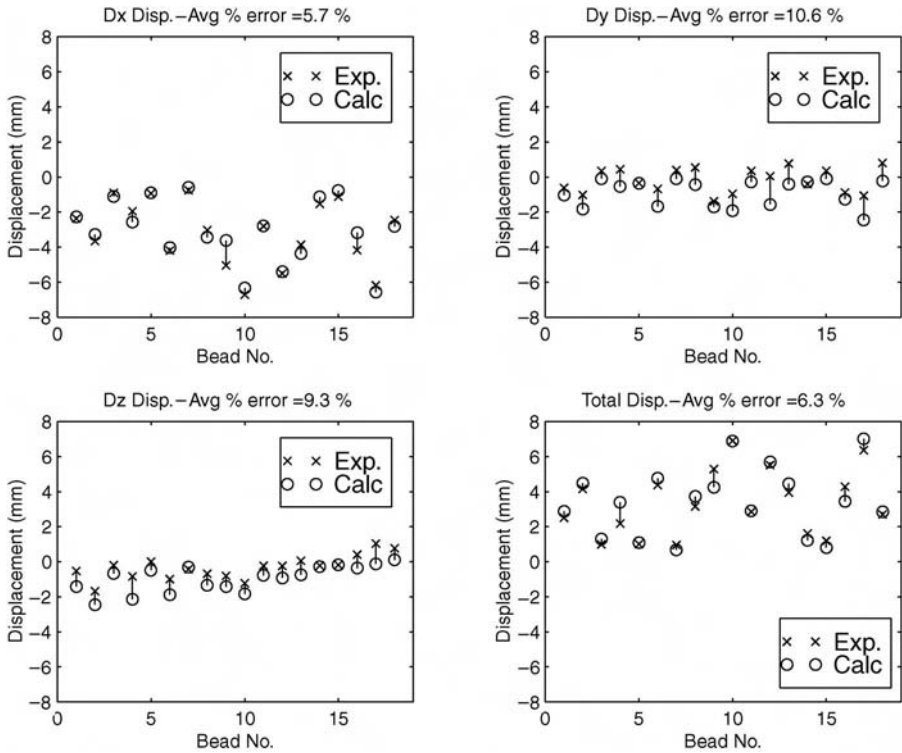 Dx Disp.–Avg % error =5.7 %
8
6
4
2
0
−2
−4
−6
−8
Displacement (mm)
× × Exp.
○ ○ Calc
0 5 10 15
Bead No.
Dy Disp.–Avg % error =10.6 %
8
6
4
2
0
−2
−4
−6
−8
Displacement (mm)
× × Exp.
○ ○ Calc
0 5 10 15
Bead No.
Dz Disp.–Avg % error =9.3 %
8
6
4
2
0
−2
−4
−6
−8
Displacement (mm)
× × Exp.
○ ○ Calc
0 5 10 15
Bead No.
Total Disp.–Avg % error =6.3 %
8
6
4
2
0
−2
−4
−6
−8
Displacement (mm)
× × Exp.
○ ○ Calc
0 5 10 15
Bead No.